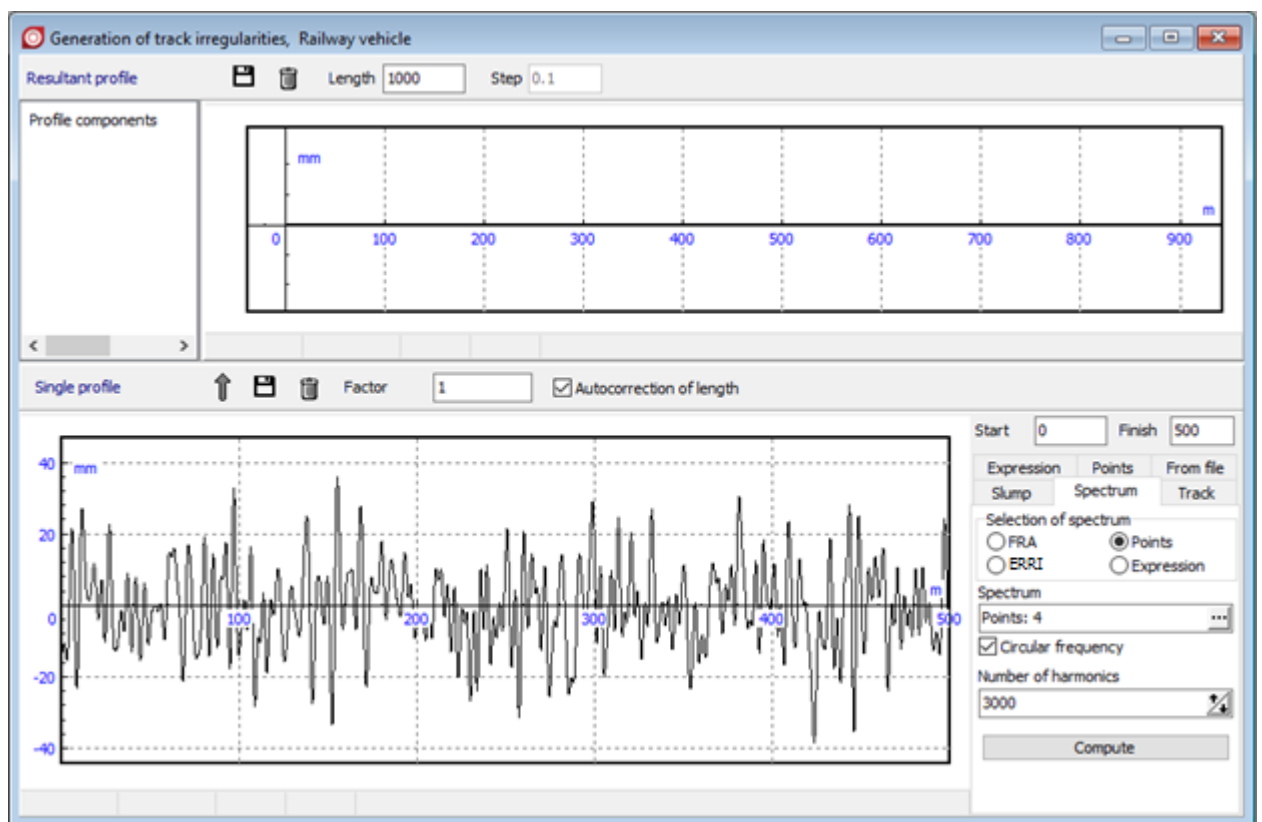 Generation of track irregularities, Railway vehicle
Resultant profile Length 1000 Step 0.1
Profile components
mm
m
0 100 200 300 400 500 600 700 800 900
Single profile Factor 1 Autocorrection of length
Start 0 Finish 500
Expression Points From file
Slump Spectrum Track
Selection of spectrum
FRA Points
ERRI Expression
Spectrum
Points: 4 ...
Circular frequency
Number of harmonics
3000
Compute
40 mm
20
m
0 100 200 300 400 500
-20
-40